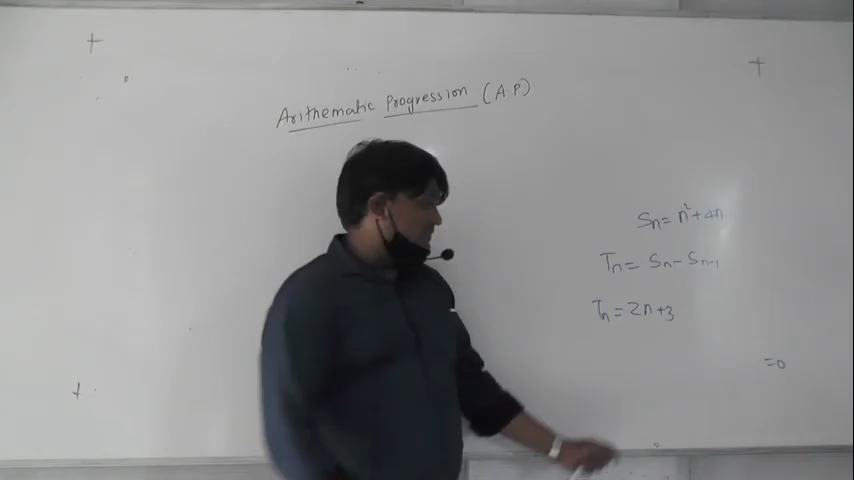 Arithematic Progression (A.P)
Sn = n² + 4n
Tn = Sn - Sn-1
Tn = 2n + 3
= 0